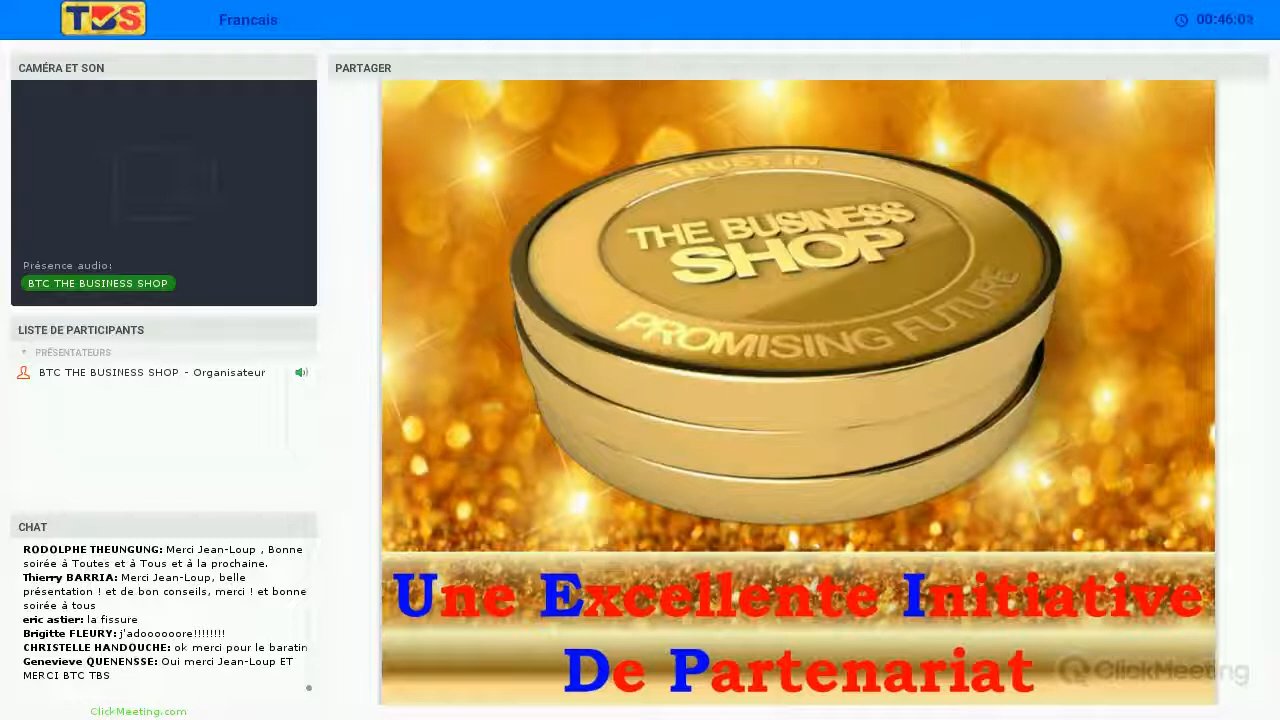 TBS
Francais
00:46:02
CAMÉRA ET SON
PARTAGER
Présence audio:
BTC THE BUSINESS SHOP
LISTE DE PARTICIPANTS
PRÉSENTATEURS
BTC THE BUSINESS SHOP - Organisateur
CHAT
RODOLPHE THEUNGUNG: Merci Jean-Loup , Bonne
soirée à Toutes et à Tous et à la prochaine.
Thierry BARRIA: Merci Jean-Loup, belle
présentation ! et de bon conseils, merci ! et bonne
soirée à tous
eric astier: la fissure
Brigitte FLEURY: j'adoooooore!!!!!!!!
CHRISTELLE HANDOUCHE: ok merci pour le baratin
Genevieve QUENENSSE: Oui merci Jean-Loup ET
MERCI BTC TBS
ClickMeeting.com
TRUST IN
THE BUSINESS
SHOP
PROMISING FUTURE
Une Excellente Initiative
De Partenariat
ClickMeeting